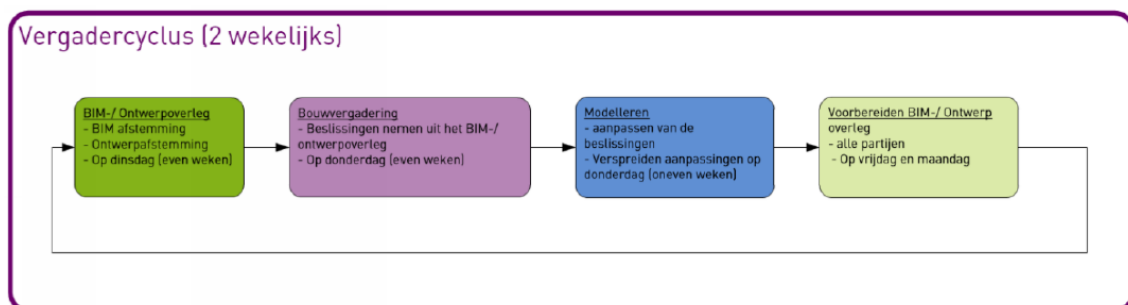 Vergadercyclus (2 wekelijks)
BIM-/ Ontwerpoverleg
- BIM afstemming
- Ontwerpafstemming
- Op dinsdag (even weken)
Bouwvergadering
- Beslissingen nemen uit het BIM-/
ontwerpoverleg
- Op donderdag (even weken)
Modelleren
- aanpassen van de
beslissingen
- Verspreiden aanpassingen op
donderdag (oneven weken)
Voorbereiden BIM-/ Ontwerp
overleg
- alle partijen
- Op vrijdag en maandag